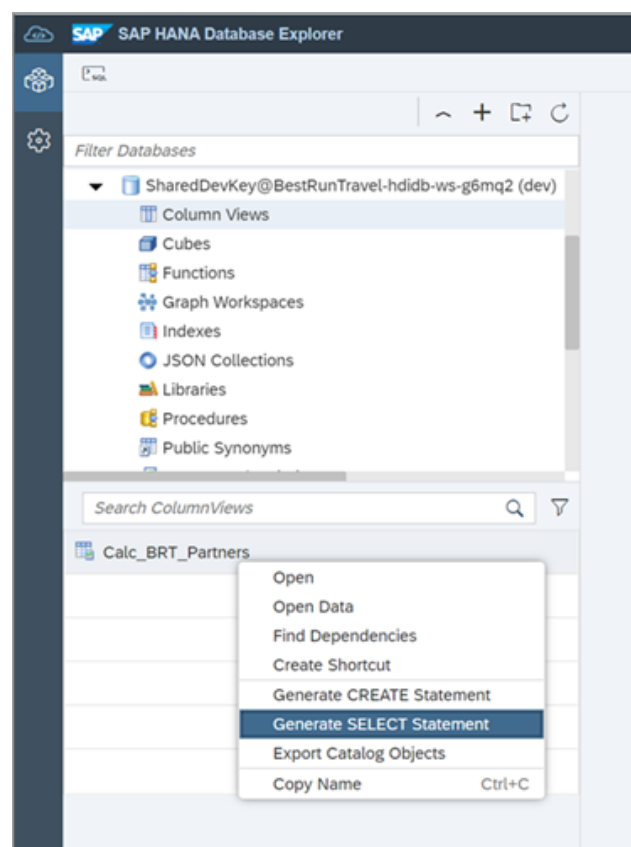 SAP SAP HANA Database Explorer
SQL
Filter Databases
SharedDevKey@BestRunTravel-hdidb-ws-g6mq2 (dev)
Column Views
Cubes
Functions
Graph Workspaces
Indexes
JSON Collections
Libraries
Procedures
Public Synonyms
Search ColumnViews
Calc_BRT_Partners
Open
Open Data
Find Dependencies
Create Shortcut
Generate CREATE Statement
Generate SELECT Statement
Export Catalog Objects
Copy Name Ctrl+C